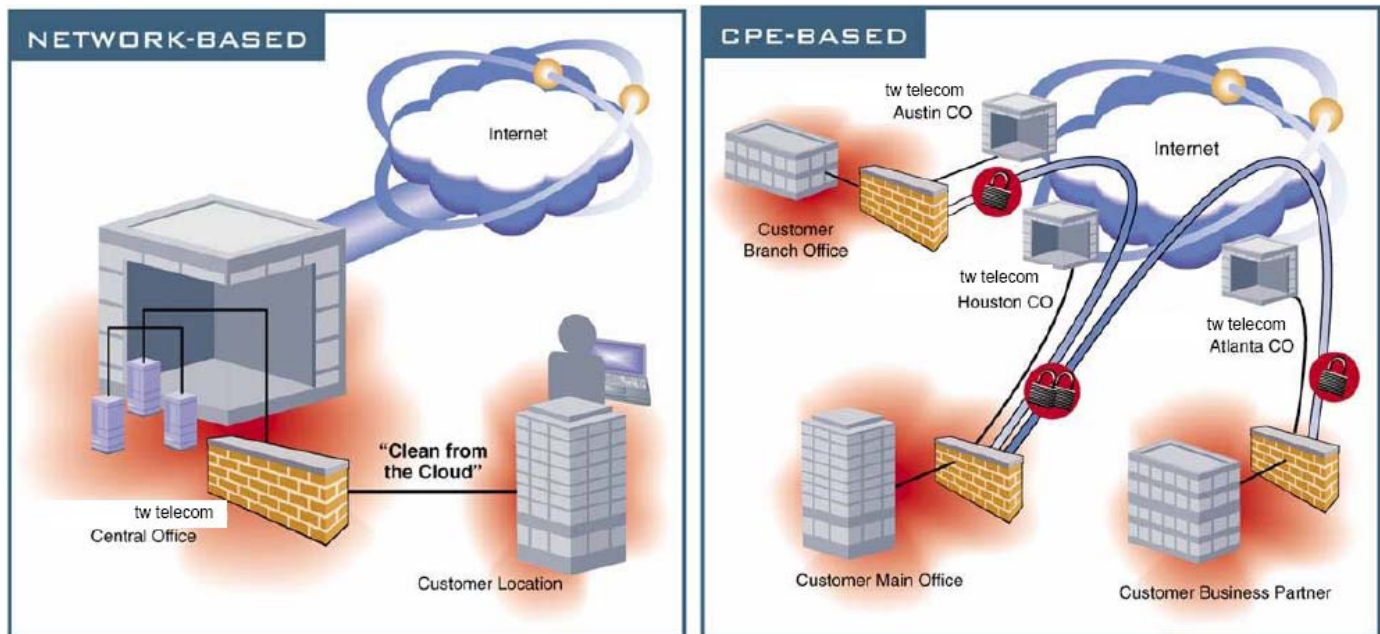 NETWORK-BASED
Internet
"Clean from
the Cloud"
tw telecom
Central Office
Customer Location
CPE-BASED
tw telecom
Austin CO
Internet
Customer
Branch Office
tw telecom
Houston CO
tw telecom
Atlanta CO
Customer Main Office
Customer Business Partner